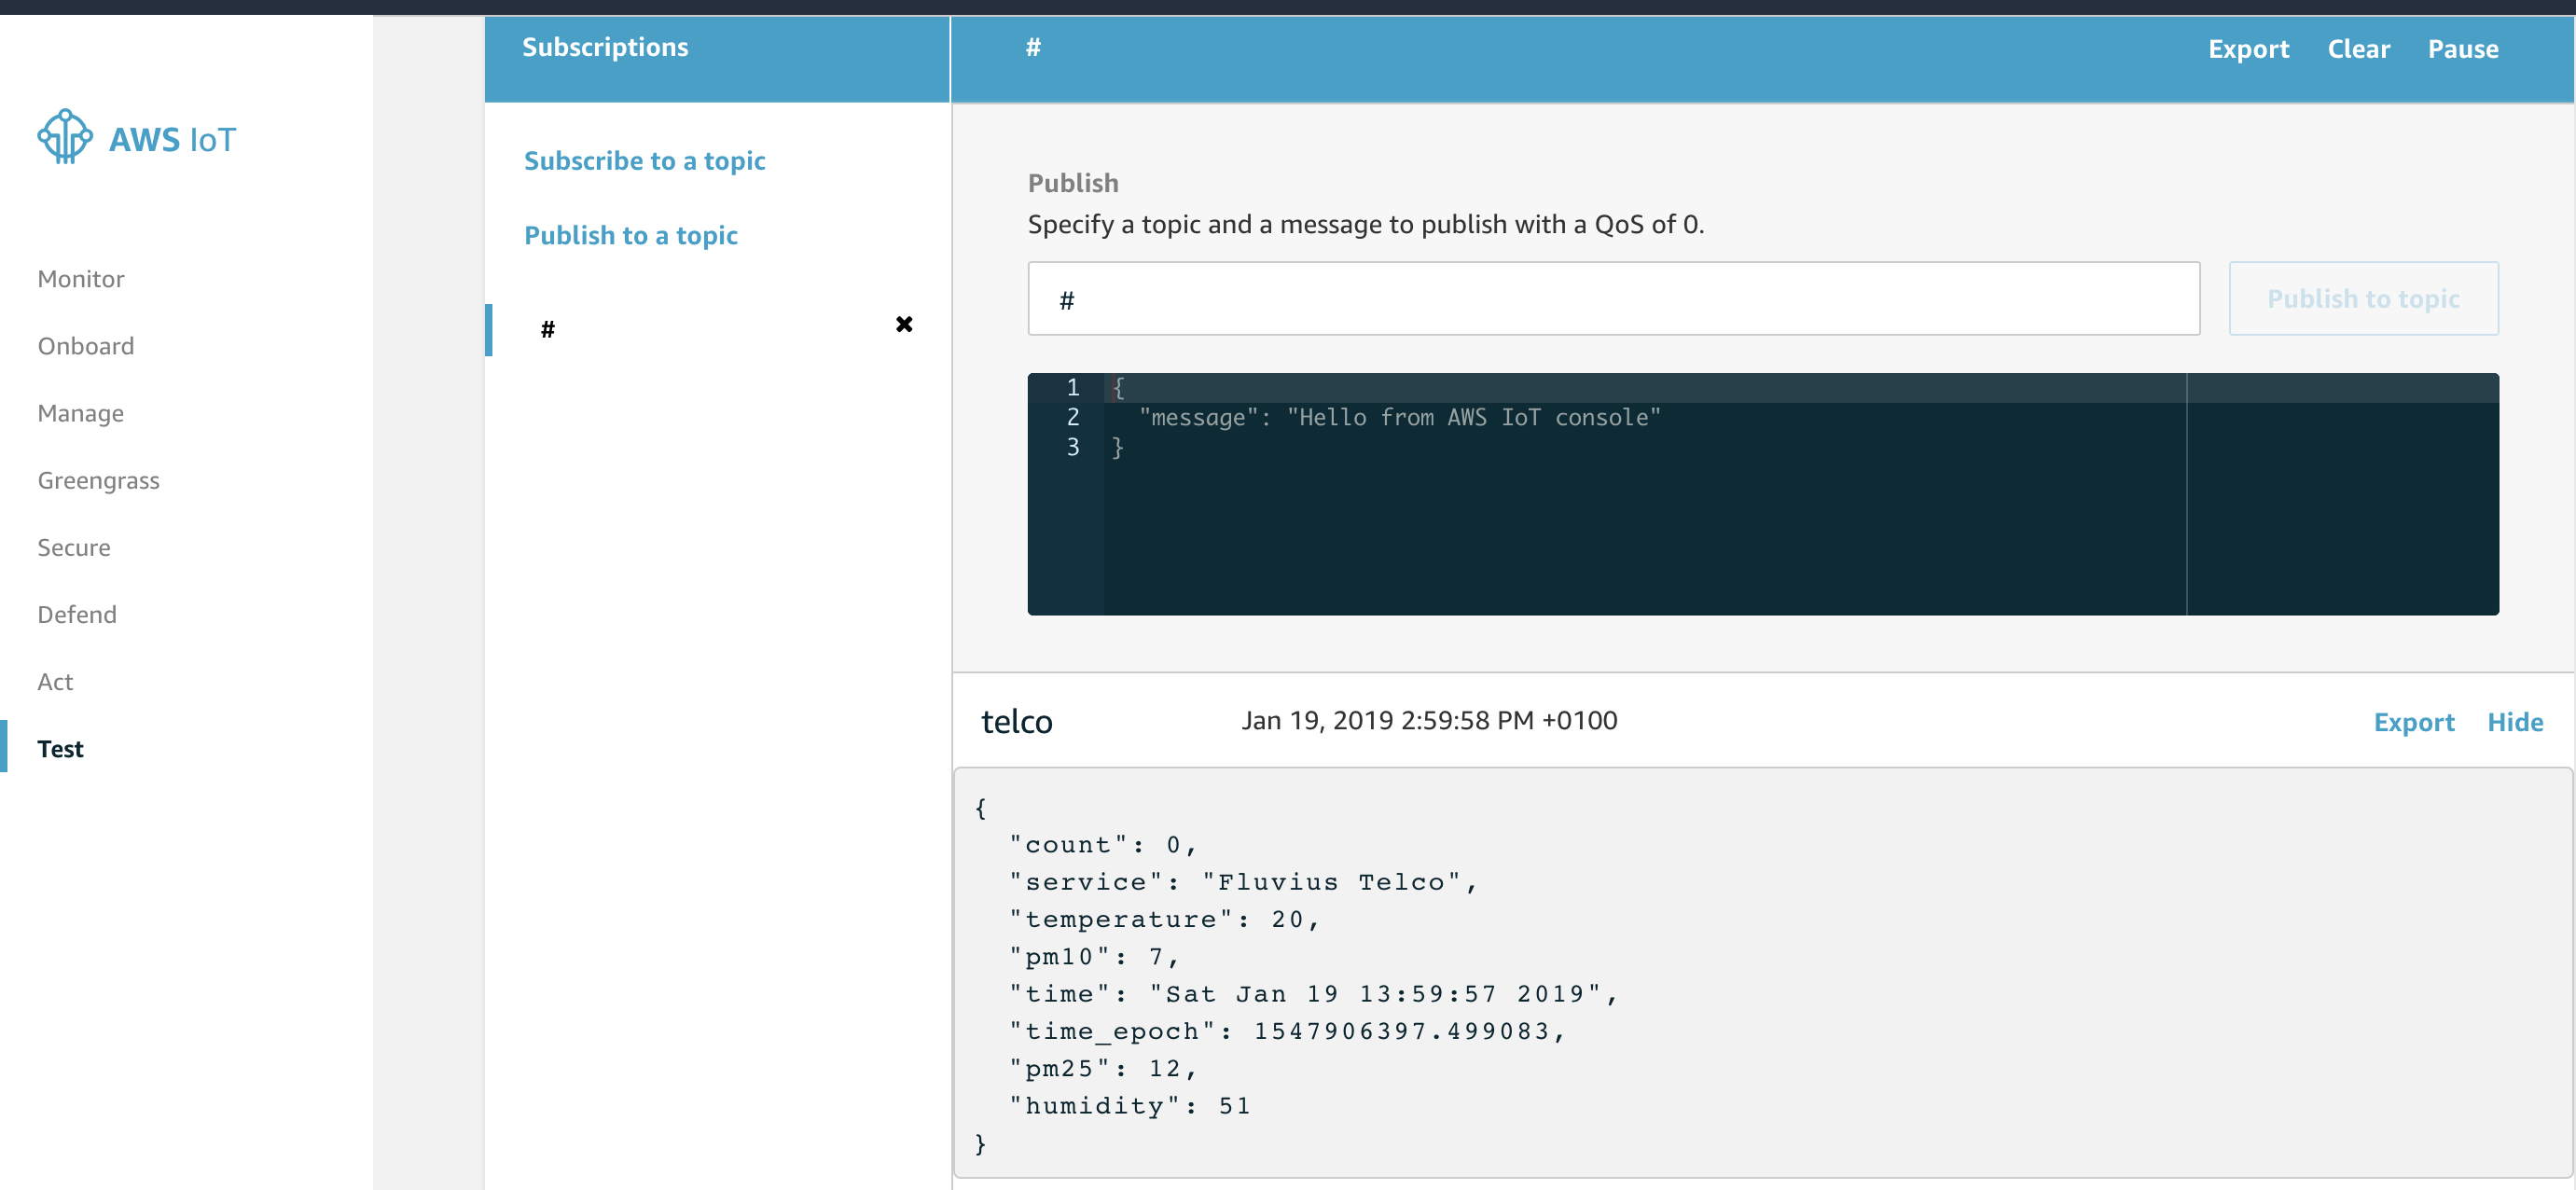 AWS IoT
Monitor
Onboard
Manage
Greengrass
Secure
Defend
Act
Test
Subscriptions
Subscribe to a topic
Publish to a topic
#
#
Export Clear Pause
Publish
Specify a topic and a message to publish with a QoS of 0.
#
Publish to topic
1 {
2 "message": "Hello from AWS IoT console"
3 }
telco Jan 19, 2019 2:59:58 PM +0100 Export Hide
{
"count": 0,
"service": "Fluvius Telco",
"temperature": 20,
"pm10": 7,
"time": "Sat Jan 19 13:59:57 2019",
"time_epoch": 1547906397.499083,
"pm25": 12,
"humidity": 51
}